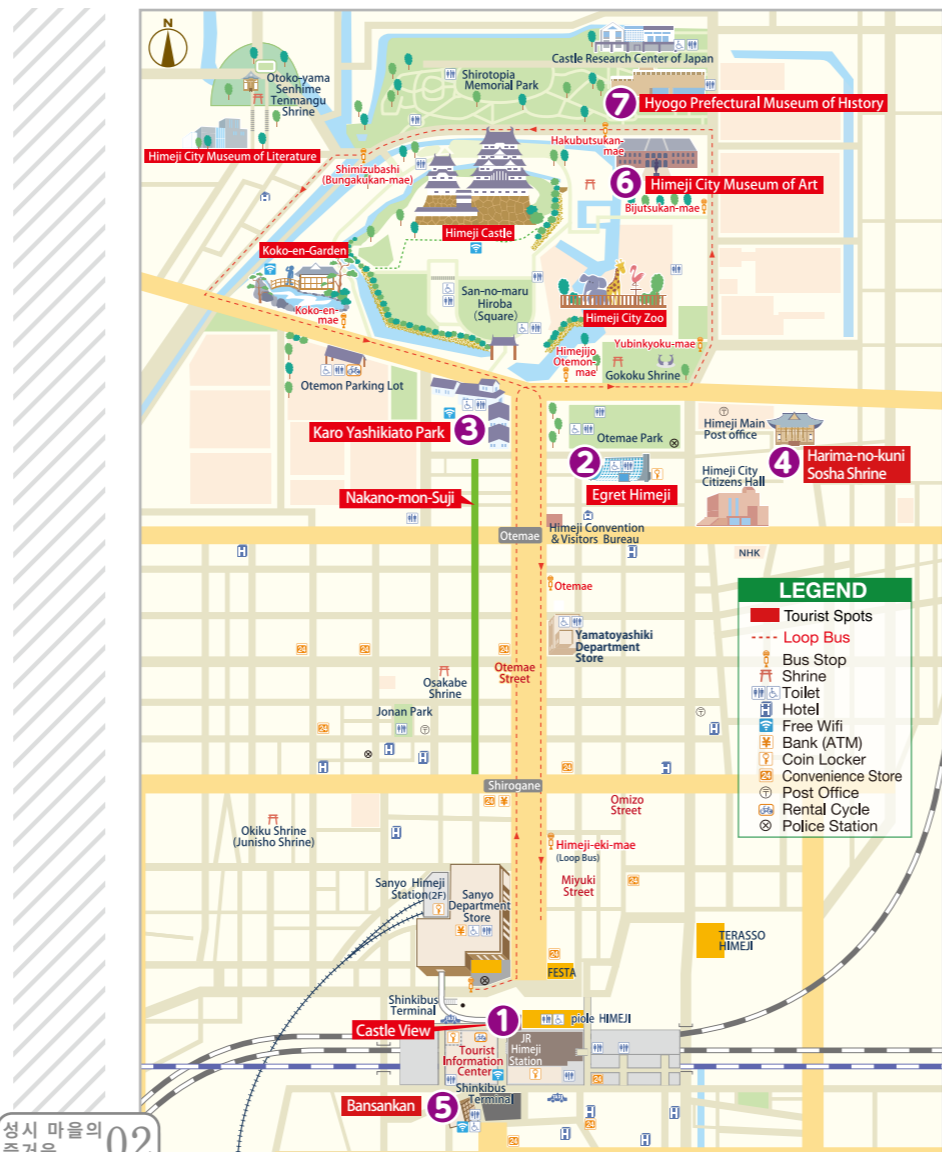 N
Castle Research Center of Japan
Otoko-yama
Senhime
Tenmangu
Shrine
Shirotopia
Memorial Park
7
Hyogo Prefectural Museum of History
Himeji City Museum of Literature
Hakubutsukan-
mae
Shimizubashi
(Bungakukan-mae)
6
Himeji City Museum of Art
Bijutsukan-mae
Himeji Castle
Koko-en-Garden
Koko-en-
mae
San-no-maru
Hiroba
(Square)
Himeji City Zoo
Yubinkyoku-mae
Himejijo
Otemon-
mae
Gokoku Shrine
Otemon Parking Lot
3
Karo Yashikiato Park
Otemae Park
Himeji Main
Post office
2
Egret Himeji
4
Harima-no-kuni
Sosha Shrine
Himeji City
Citizens Hall
Nakano-mon-Suji
Otemae
Himeji Convention
& Visitors Bureau
NHK
Otemae
Yamatoyashiki
Department
Store
Otemae
Street
Osakabe
Shrine
Jonan Park
Shirogane
Omizo
Street
Okiku Shrine
(Junisho Shrine)
Himeji-eki-mae
(Loop Bus)
Miyuki
Street
Sanyo Himeji
Station(2F)
Sanyo
Department
Store
TERASSO
HIMEJI
FESTA
Shinkibus
Terminal
1
piole HIMEJI
Castle View
JR
Himeji
Station
Tourist
Information
Center
Shinkibus
Terminal
Bansankan
5
LEGEND
Tourist Spots
Loop Bus
Bus Stop
Shrine
Toilet
Hotel
Free Wifi
Bank (ATM)
Coin Locker
Convenience Store
Post Office
Rental Cycle
Police Station
성시 마을의
즐거움
02